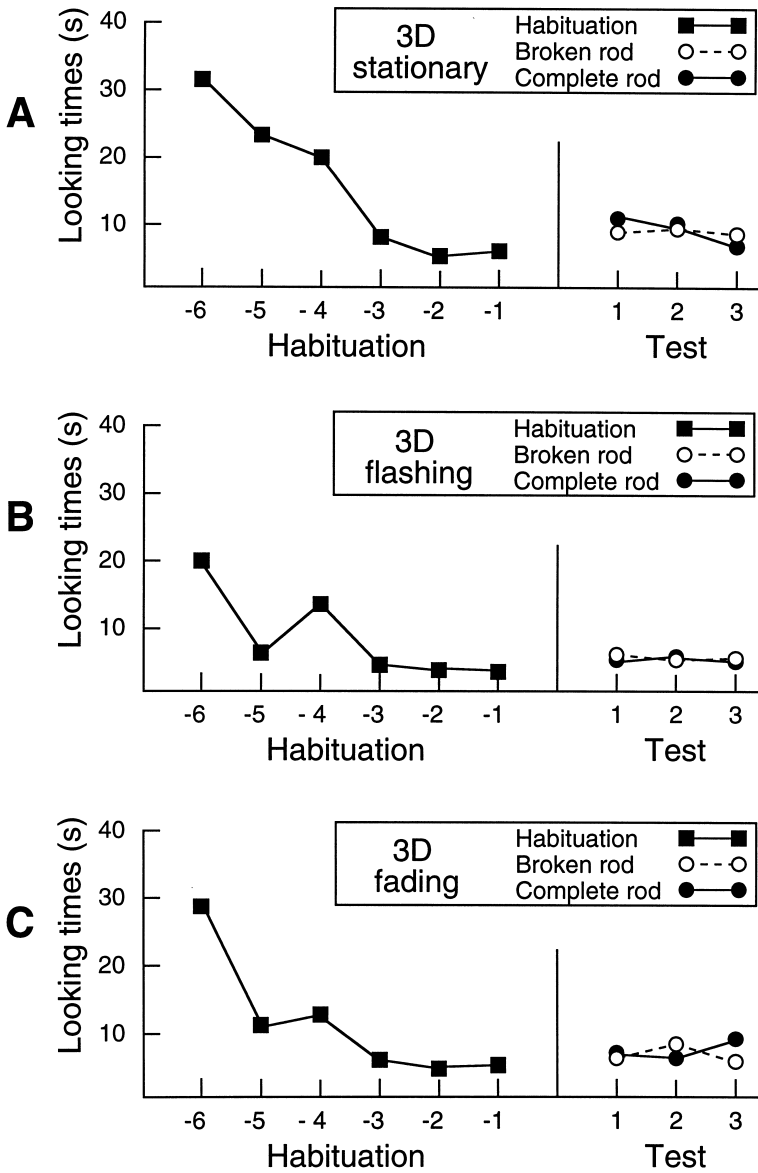 A
Looking times (s)
40
30
20
10
3D
stationary
Habituation
Broken rod
Complete rod
-6 -5 - 4 -3 -2 -1 1 2 3
Habituation Test
B
Looking times (s)
40
30
20
10
3D
flashing
Habituation
Broken rod
Complete rod
-6 -5 - 4 -3 -2 -1 1 2 3
Habituation Test
C
Looking times (s)
40
30
20
10
3D
fading
Habituation
Broken rod
Complete rod
-6 -5 - 4 -3 -2 -1 1 2 3
Habituation Test